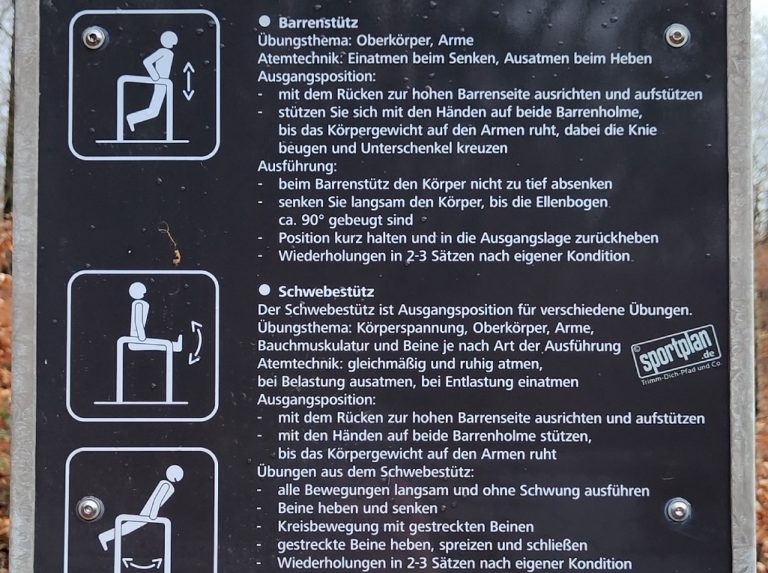 ● Barrenstütz
Übungsthema: Oberkörper, Arme
Atemtechnik: Einatmen beim Senken, Ausatmen beim Heben
Ausgangsposition:
- mit dem Rücken zur hohen Barrenseite ausrichten und aufstützen
- stützen Sie sich mit den Händen auf beide Barrenholme,
bis das Körpergewicht auf den Armen ruht, dabei die Knie
beugen und Unterschenkel kreuzen
Ausführung:
- beim Barrenstütz den Körper nicht zu tief absenken
- senken Sie langsam den Körper, bis die Ellenbogen
ca. 90° gebeugt sind
- Position kurz halten und in die Ausgangslage zurückheben
- Wiederholungen in 2-3 Sätzen nach eigener Kondition
● Schwebestütz
Der Schwebestütz ist Ausgangsposition für verschiedene Übungen.
Übungsthema: Körperspannung, Oberkörper, Arme,
Bauchmuskulatur und Beine je nach Art der Ausführung
Atemtechnik: gleichmäßig und ruhig atmen,
bei Belastung ausatmen, bei Entlastung einatmen
Ausgangsposition:
- mit dem Rücken zur hohen Barrenseite ausrichten und aufstützen
- mit den Händen auf beide Barrenholme stützen,
bis das Körpergewicht auf den Armen ruht
Übungen aus dem Schwebestütz:
- alle Bewegungen langsam und ohne Schwung ausführen
- Beine heben und senken
- Kreisbewegung mit gestreckten Beinen
- gestreckte Beine heben, spreizen und schließen
- Wiederholungen in 2-3 Sätzen nach eigener Kondition
© sportplan
.de
Trimm-Dich-Pfad und Co.